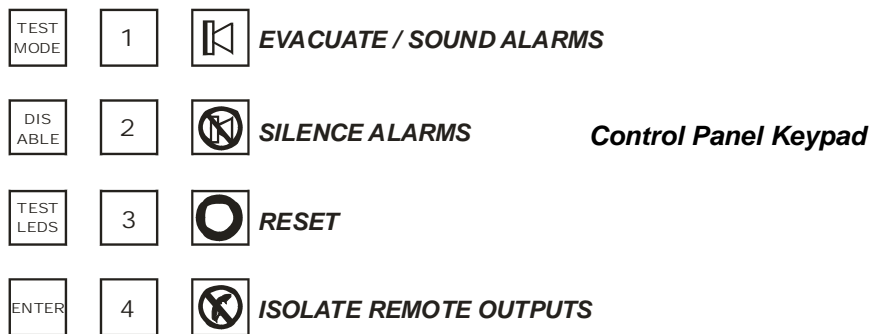 TEST
MODE
1
EVACUATE / SOUND ALARMS
DIS
ABLE
2
SILENCE ALARMS
Control Panel Keypad
TEST
LEDS
3
RESET
ENTER
4
ISOLATE REMOTE OUTPUTS